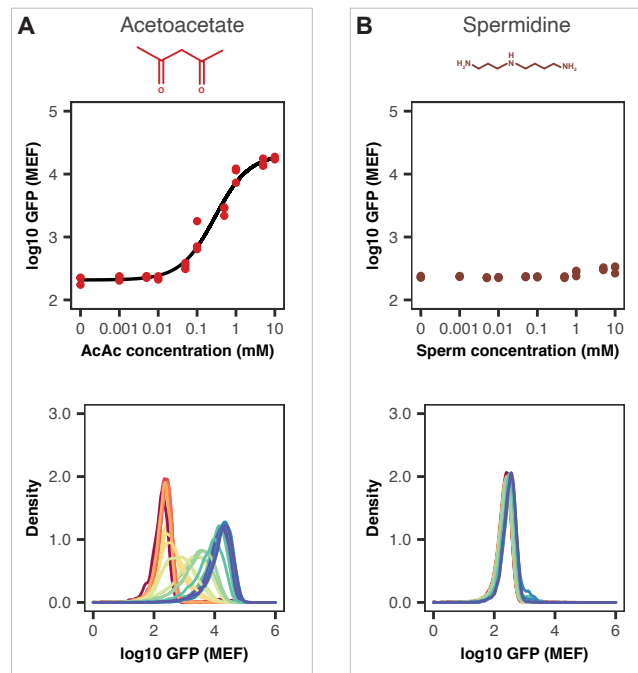 A Acetoacetate
O O
5
4
3
2
log10 GFP (MEF)
0 0.001 0.01 0.1 1 10
AcAc concentration (mM)
3.0
2.0
1.0
0.0
Density
0 2 4 6
log10 GFP (MEF)
B Spermidine
H
H₂N N NH₂
5
4
3
2
log10 GFP (MEF)
0 0.001 0.01 0.1 1 10
Sperm concentration (mM)
3.0
2.0
1.0
0.0
Density
0 2 4 6
log10 GFP (MEF)